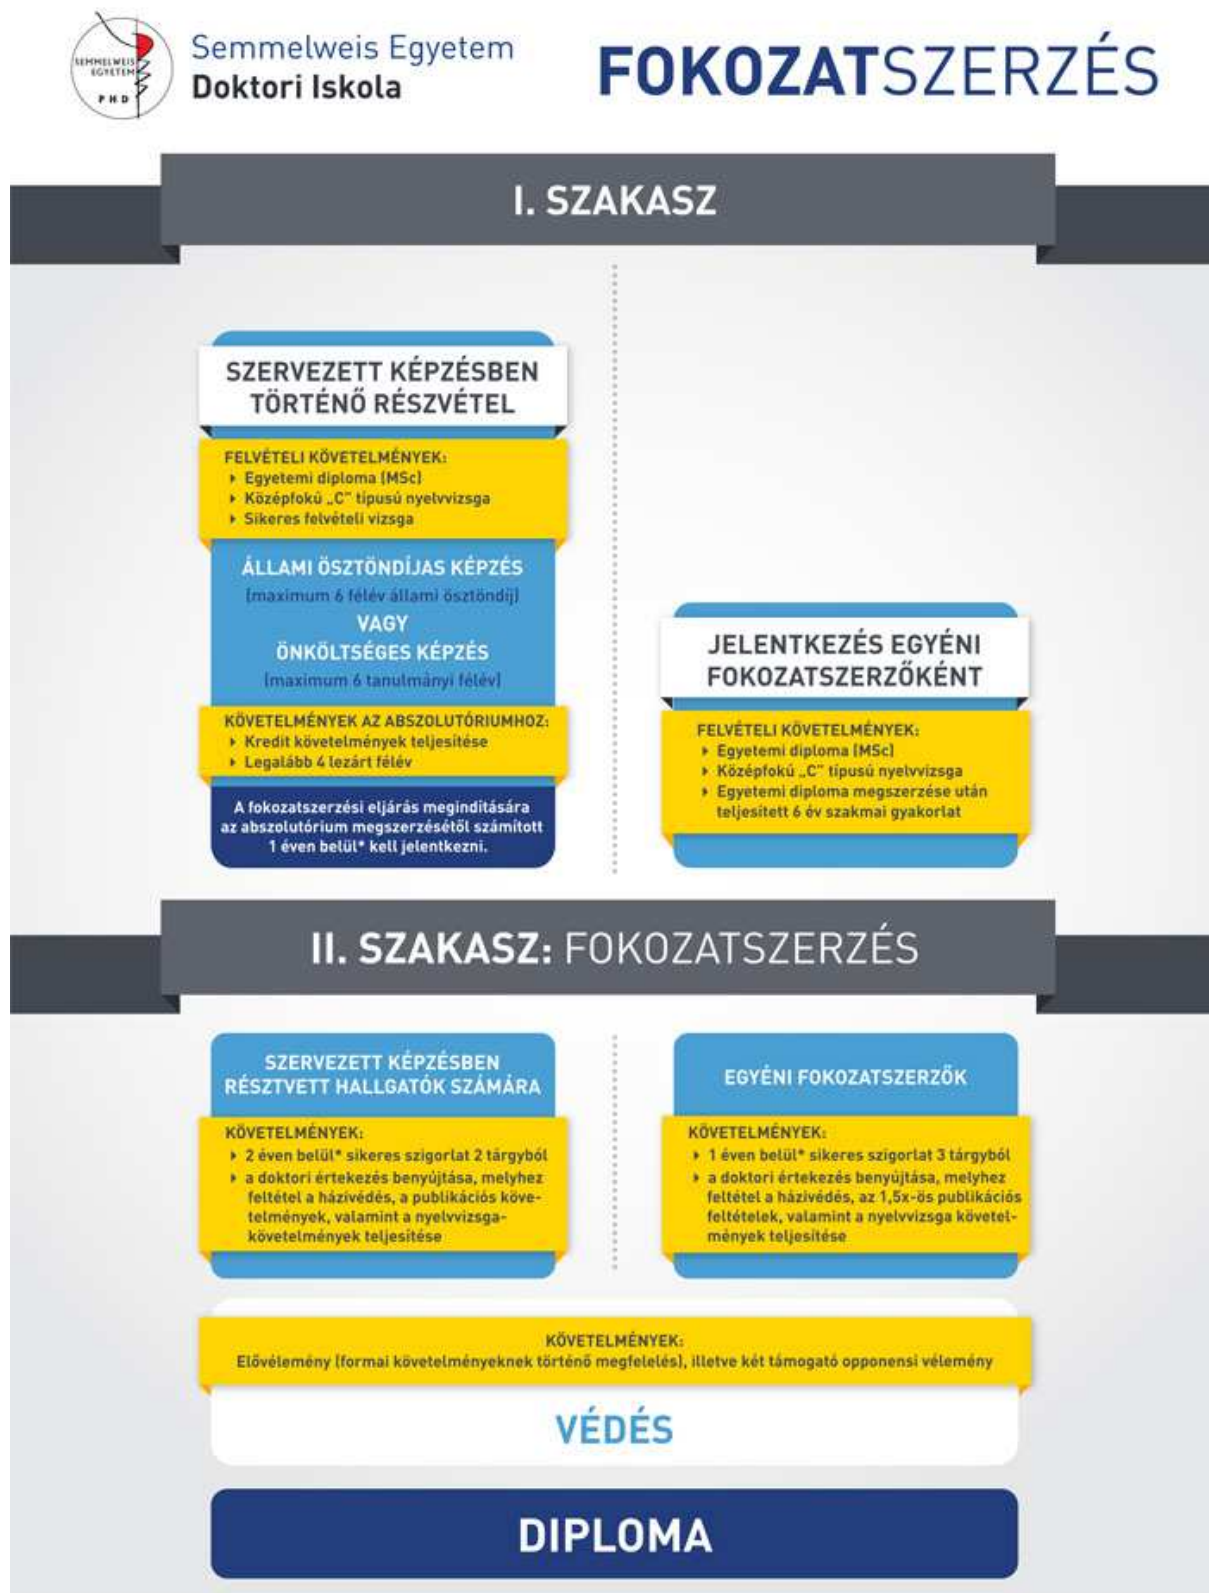 SEMMELWEIS
EGYETEM
PHD
Semmelweis Egyetem
Doktori Iskola
FOKOZATSZERZÉS
I. SZAKASZ
SZERVEZETT KÉPZÉSBEN
TÖRTÉNŐ RÉSZVÉTEL
FELVÉTELI KÖVETELMÉNYEK:
Egyetemi diploma (MSc)
Középfokú „C” típusú nyelvvizsga
Sikeres felvételi vizsga
ÁLLAMI ÖSZTÖNDÍJAS KÉPZÉS
(maximum 6 félév állami ösztöndíj)
VAGY
ÖNKÖLTSÉGES KÉPZÉS
(maximum 6 tanulmányi félév)
KÖVETELMÉNYEK AZ ABSZOLUTÓRIUMHOZ:
Kredit követelmények teljesítése
Legalább 4 lezárt félév
A fokozatszerzési eljárás megindítására
az abszolutórium megszerzésétől számított
1 éven belül* kell jelentkezni.
JELENTKEZÉS EGYÉNI
FOKOZATSZERZŐKÉNT
FELVÉTELI KÖVETELMÉNYEK:
Egyetemi diploma (MSc)
Középfokú „C” típusú nyelvvizsga
Egyetemi diploma megszerzése után
teljesített 6 év szakmai gyakorlat
II. SZAKASZ: FOKOZATSZERZÉS
SZERVEZETT KÉPZÉSBEN
RÉSZTVETT HALLGATÓK SZÁMÁRA
KÖVETELMÉNYEK:
2 éven belül* sikeres szigorlat 2 tárgyból
a doktori értekezés benyújtása, melyhez
feltétel a házivédés, a publikációs köve-
telmények, valamint a nyelvvizsga-
követelmények teljesítése
EGYÉNI FOKOZATSZERZŐK
KÖVETELMÉNYEK:
1 éven belül* sikeres szigorlat 3 tárgyból
a doktori értekezés benyújtása, melyhez
feltétel a házivédés, az 1,5x-ös publikációs
feltételek, valamint a nyelvvizsga követel-
mények teljesítése
KÖVETELMÉNYEK:
Elővélemény (formai követelményeknek történő megfelelés), illetve két támogató opponensi vélemény
VÉDÉS
DIPLOMA